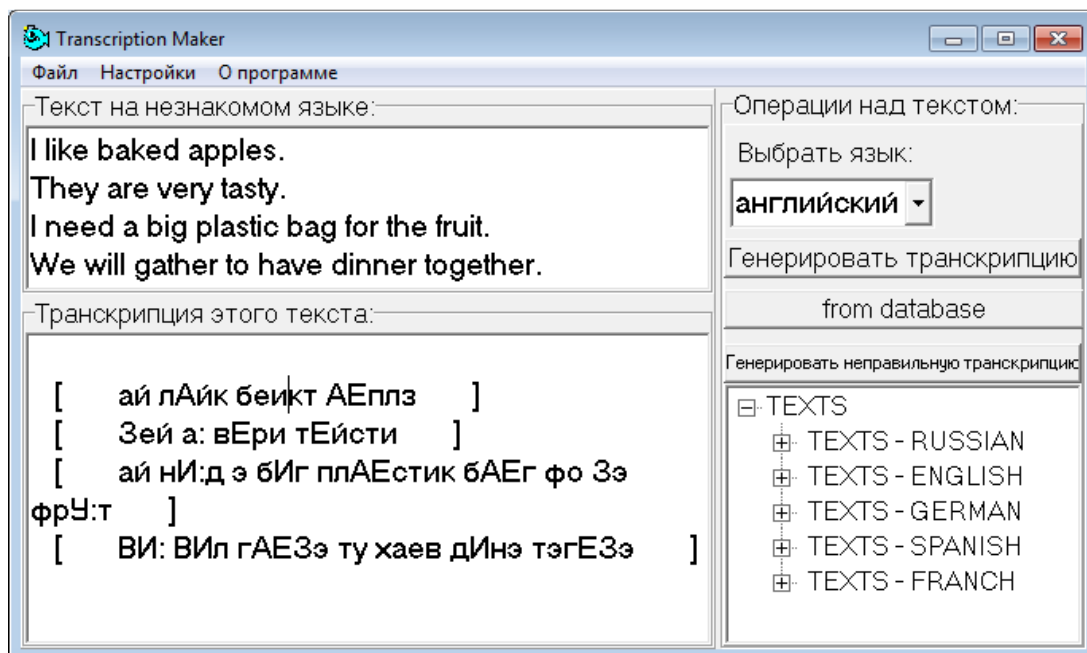 Transcription Maker
Файл Настройки О программе
Текст на незнакомом языке:
I like baked apples.
They are very tasty.
I need a big plastic bag for the fruit.
We will gather to have dinner together.
Транскрипция этого текста:
[ ай лАйк беикт АЕплз ]
[ Зей а: вЕри тЕйсти ]
[ ай нИ:д э бИг плАЕстик бАЕг фо Зэ
фрУ:т ]
[ ВИ: ВИл гАЕЗэ ту хаев дИнэ тэгЕЗэ ]
Операции над текстом:
Выбрать язык:
английский
Генерировать транскрипцию
from database
Генерировать неправильную транскрипцию
TEXTS
TEXTS - RUSSIAN
TEXTS - ENGLISH
TEXTS - GERMAN
TEXTS - SPANISH
TEXTS - FRANCH